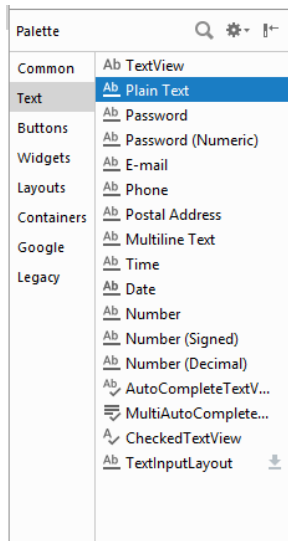 Palette
Common
Text
Buttons
Widgets
Layouts
Containers
Google
Legacy
Ab TextView
Ab Plain Text
Ab Password
Ab Password (Numeric)
Ab E-mail
Ab Phone
Ab Postal Address
Ab Multiline Text
Ab Time
Ab Date
Ab Number
Ab Number (Signed)
Ab Number (Decimal)
Ab AutoCompleteTextV...
MultiAutoComplete...
A CheckedTextView
Ab TextInputLayout